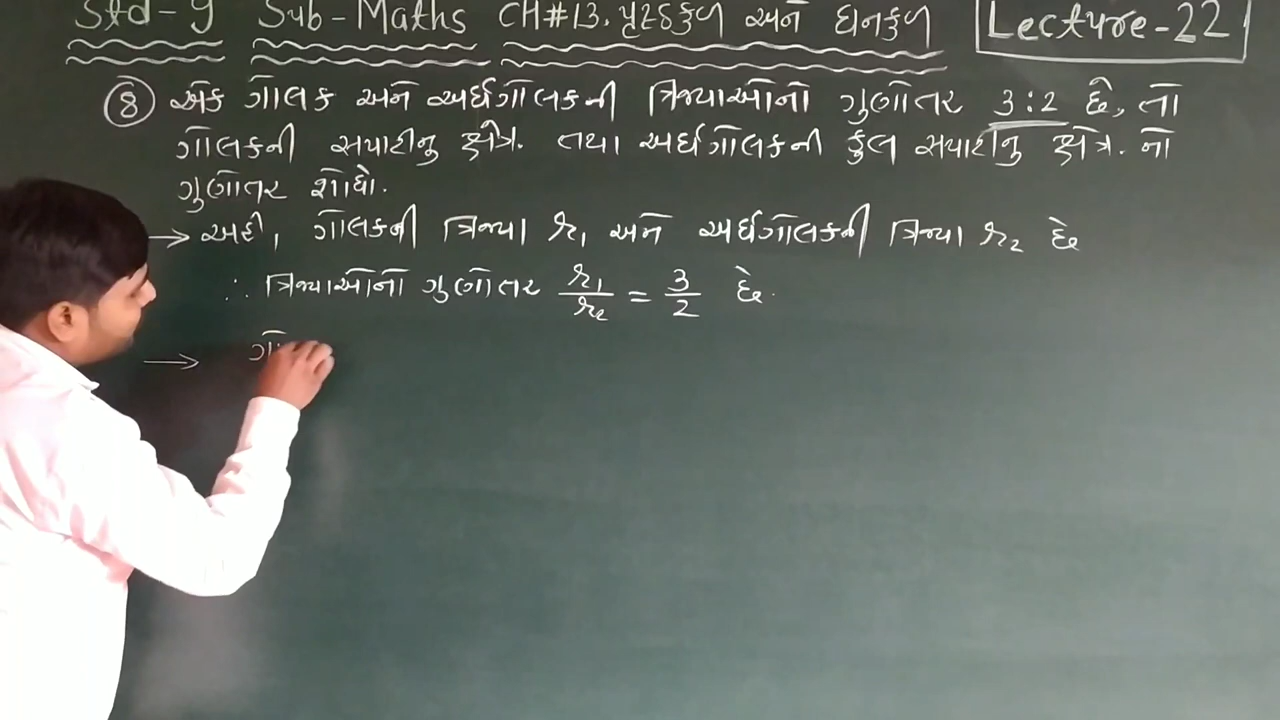 Std - 9 Sub - Maths CH # 13. પૃષ્ઠફળ અને ઘનફળ Lecture - 22
(8) એક ગોલક અને અર્ધગોલકની ત્રિજ્યાઓનો ગુણોત્તર 3 : 2 છે, તો
ગોલકની સપાટીનુ ક્ષેત્ર. તથા અર્ધગોલકની કુલ સપાટીનુ ક્ષેત્ર. નો
ગુણોતર શોધો.
→ અહી, ગોલકની ત્રિજ્યા r₁ અને અર્ધગોલકની ત્રિજ્યા r₂ છે
∴ ત્રિજ્યાઓનો ગુણોતર r₁/r₂ = 3/2 છે.
→ ગો